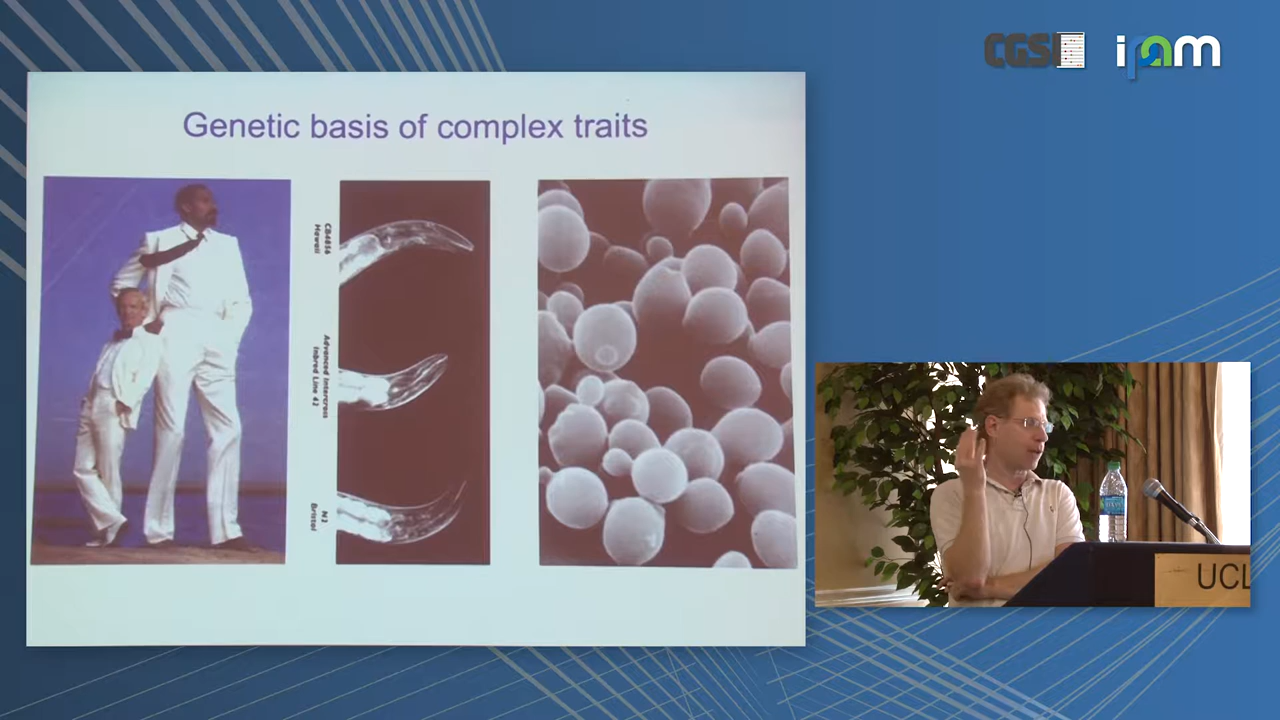 CGSI
ipam
Genetic basis of complex traits
CB4856
Hawaii
Advanced Intercross
Inbred Line 42
N2
Bristol
UCL